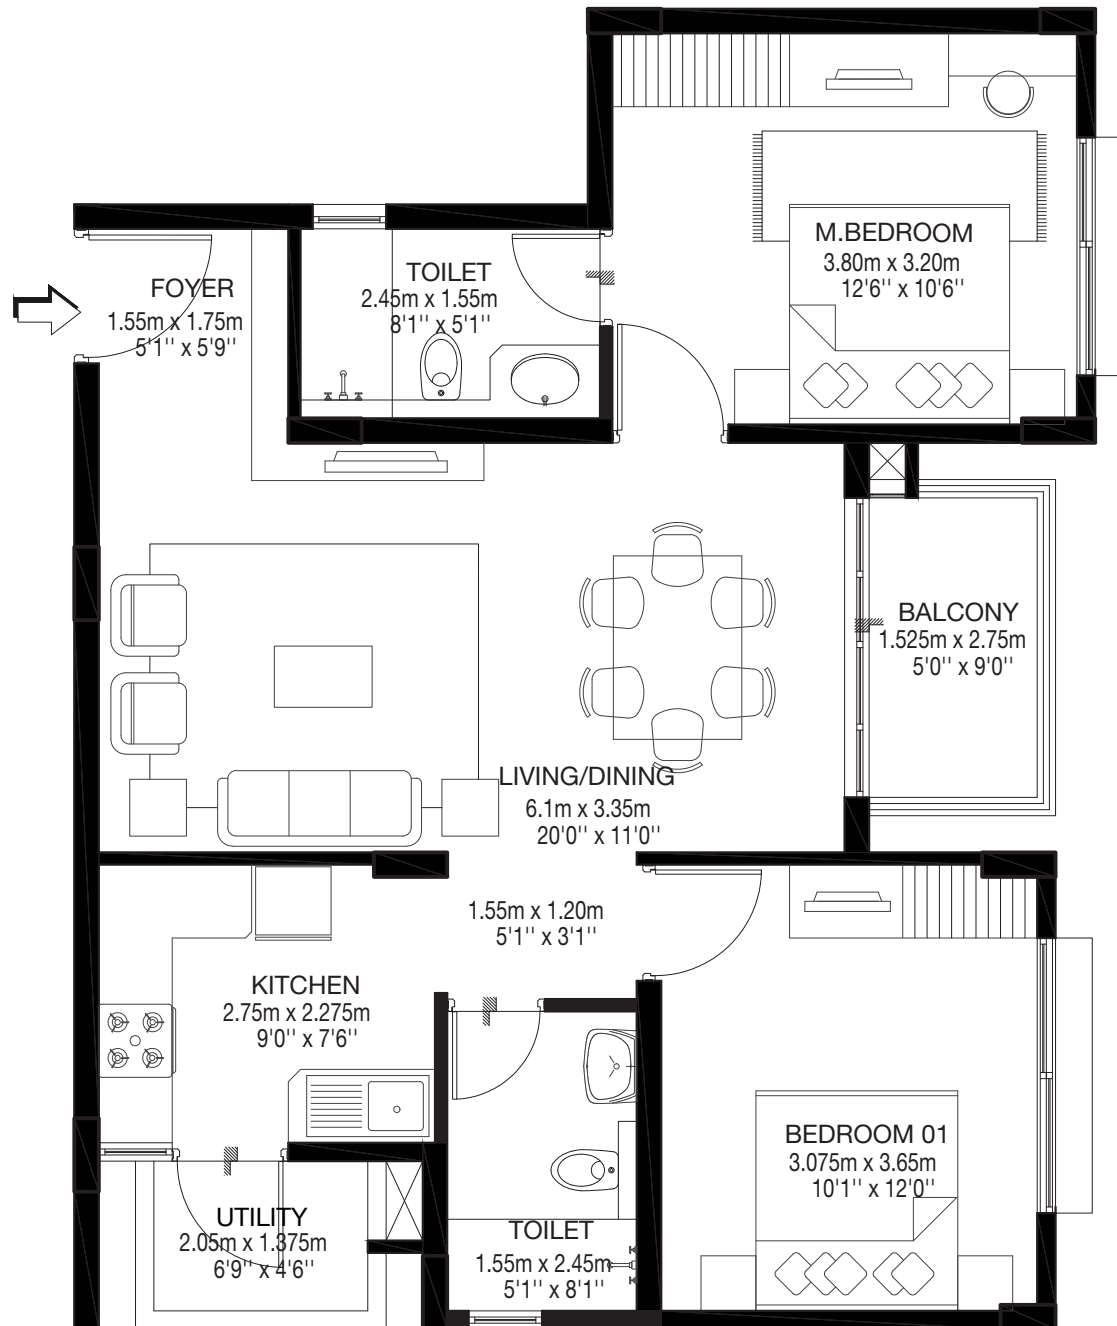 M.BEDROOM
3.80m x 3.20m
12'6'' x 10'6''
TOILET
2.45m x 1.55m
8'1'' x 5'1''
FOYER
1.55m x 1.75m
5'1'' x 5'9''
BALCONY
1.525m x 2.75m
5'0'' x 9'0''
LIVING/DINING
6.1m x 3.35m
20'0'' x 11'0''
1.55m x 1.20m
5'1'' x 3'1''
KITCHEN
2.75m x 2.275m
9'0'' x 7'6''
BEDROOM 01
3.075m x 3.65m
10'1'' x 12'0''
UTILITY
2.05m x 1.375m
6'9'' x 4'6''
TOILET
1.55m x 2.45m
5'1'' x 8'1''